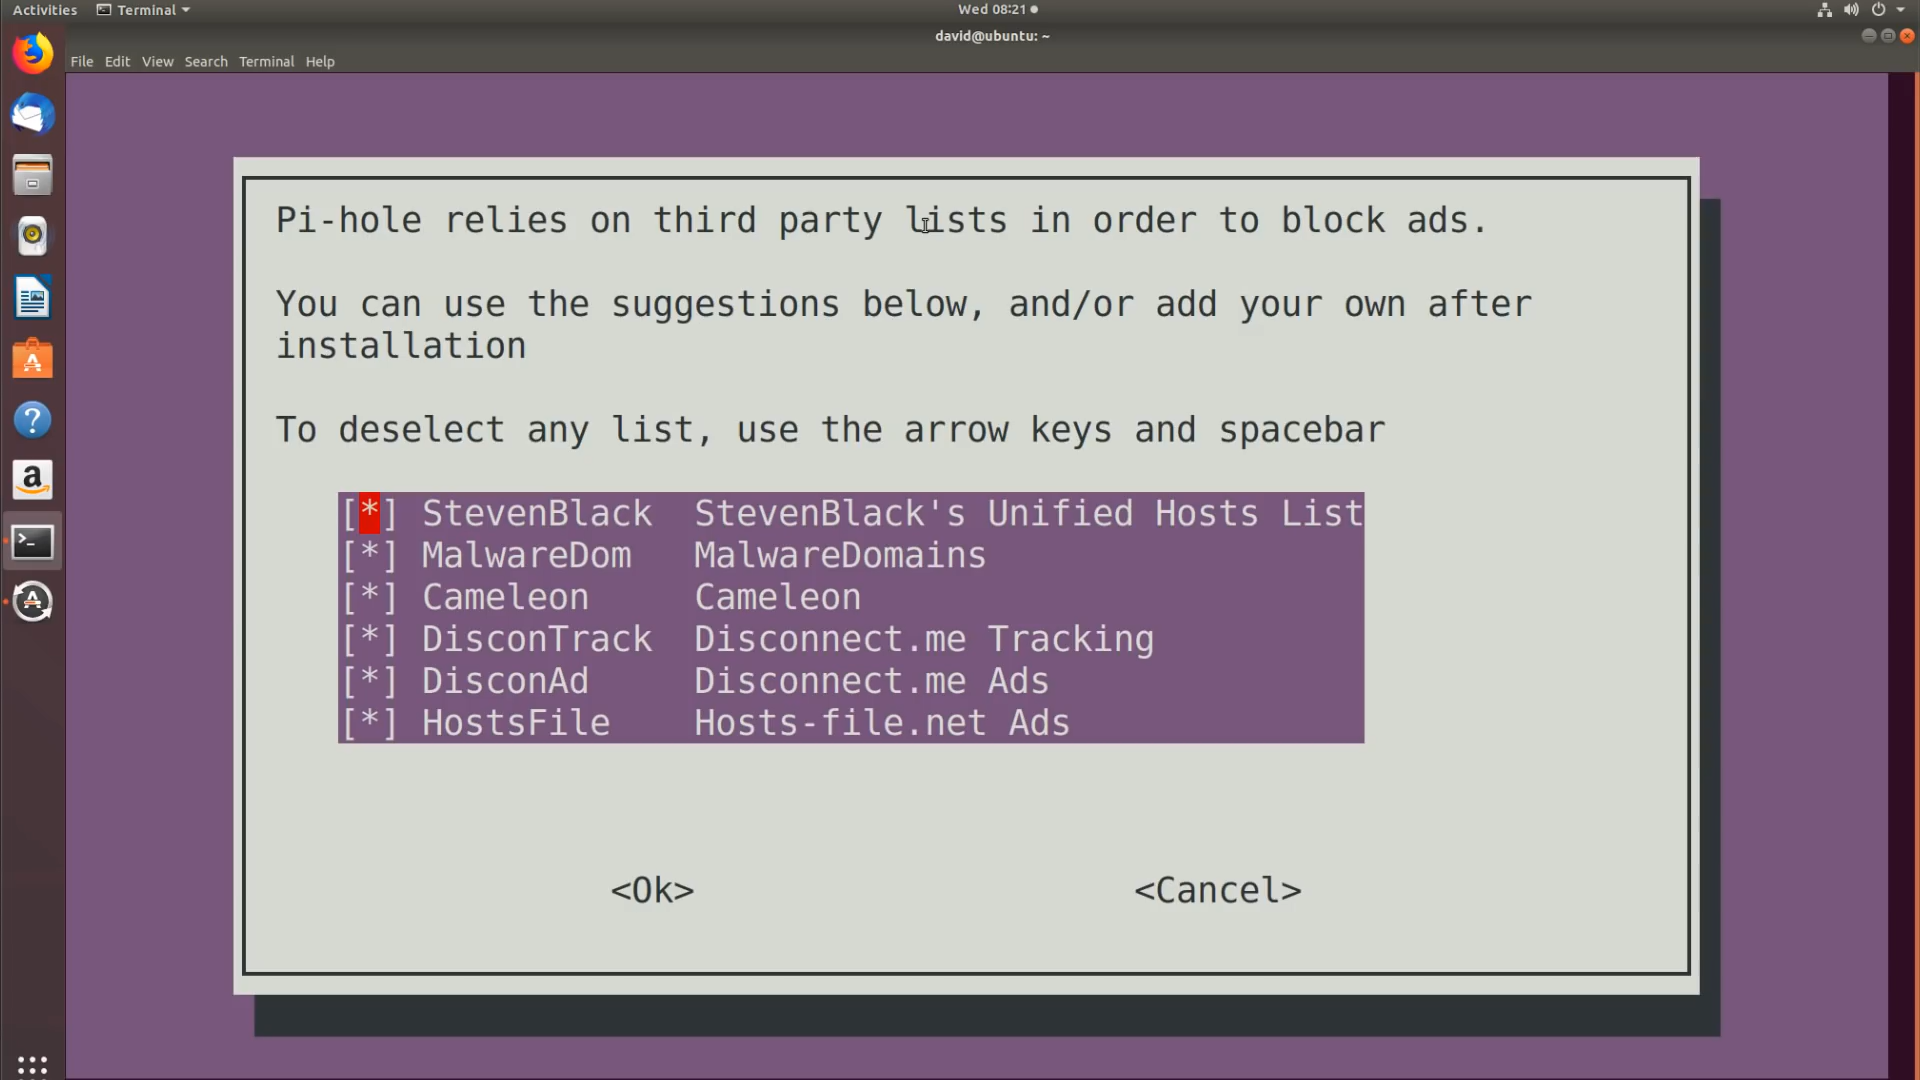 Activities
Terminal
Wed 08:21
david@ubuntu: ~
File Edit View Search Terminal Help
Pi-hole relies on third party lists in order to block ads.
You can use the suggestions below, and/or add your own after
installation
To deselect any list, use the arrow keys and spacebar
[*] StevenBlack StevenBlack's Unified Hosts List
[*] MalwareDom MalwareDomains
[*] Cameleon Cameleon
[*] DisconTrack Disconnect.me Tracking
[*] DisconAd Disconnect.me Ads
[*] HostsFile Hosts-file.net Ads
<Ok> <Cancel>